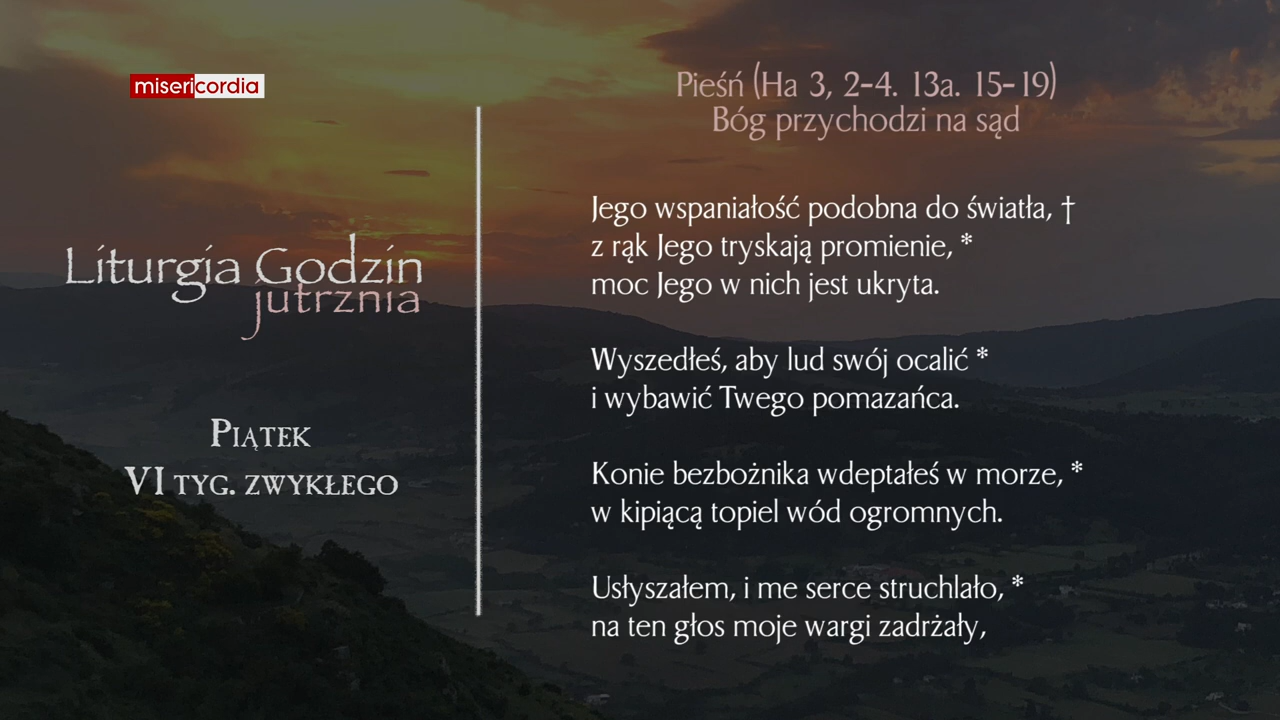 misericordia
Liturgia Godzin
jutrznia
Piątek
VI tyg. zwykłego
Pieśń (Ha 3, 2-4. 13a. 15-19)
Bóg przychodzi na sąd
Jego wspaniałość podobna do światła, †
z rąk Jego tryskają promienie, *
moc Jego w nich jest ukryta.
Wyszedłeś, aby lud swój ocalić *
i wybawić Twego pomazańca.
Konie bezbożnika wdeptałeś w morze, *
w kipiącą topiel wód ogromnych.
Usłyszałem, i me serce struchlało, *
na ten głos moje wargi zadrżały,